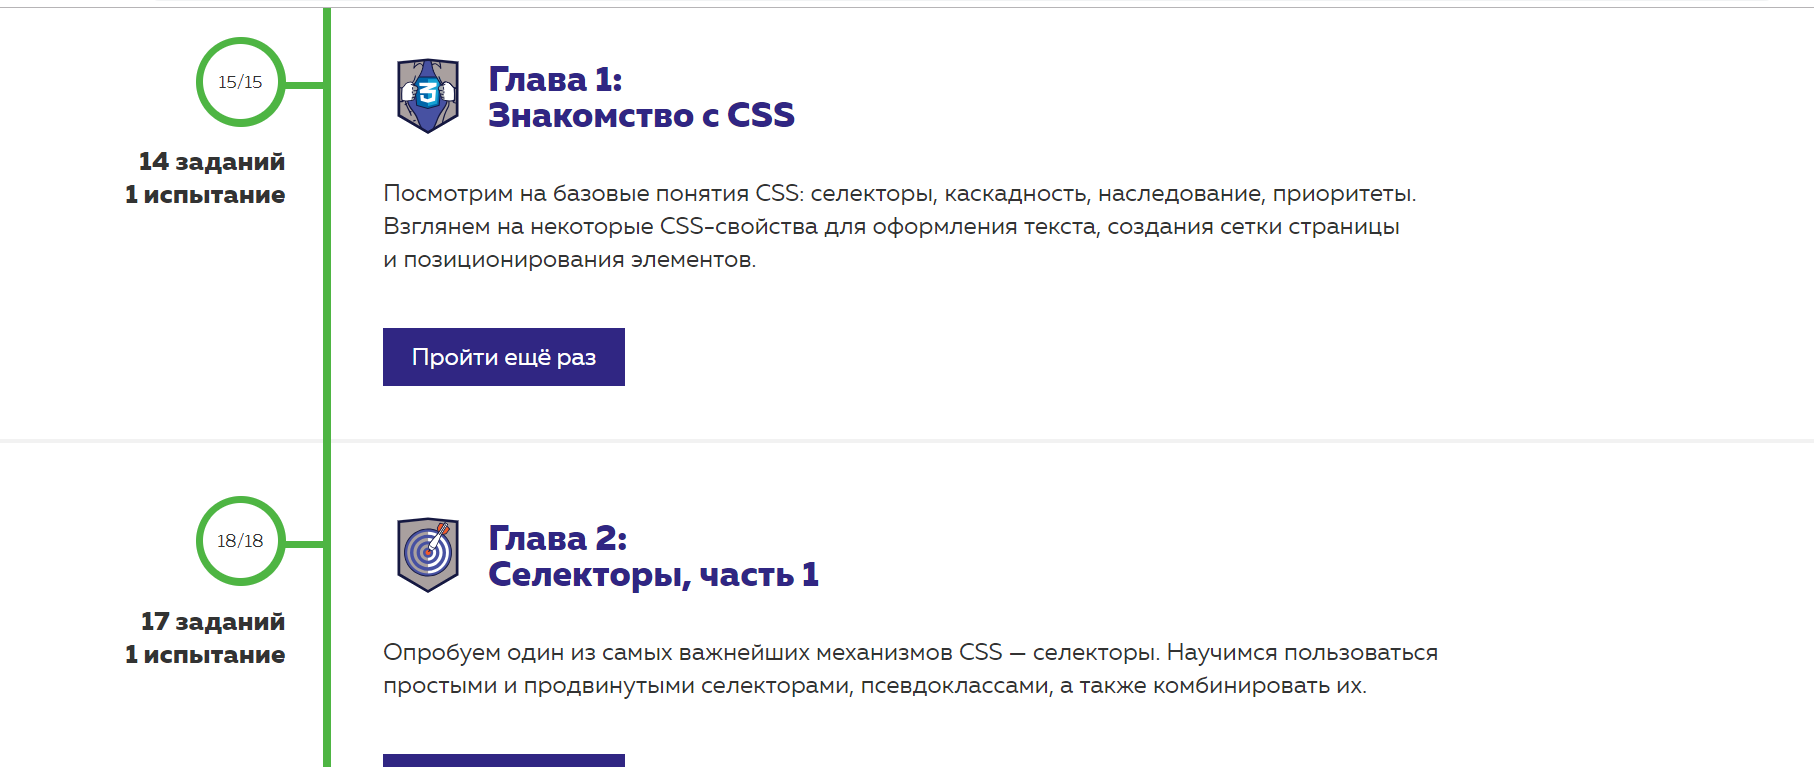 15/15
14 заданий
1 испытание
Глава 1:
Знакомство с CSS
Посмотрим на базовые понятия CSS: селекторы, каскадность, наследование, приоритеты.
Взглянем на некоторые CSS-свойства для оформления текста, создания сетки страницы
и позиционирования элементов.
Пройти ещё раз
18/18
17 заданий
1 испытание
Глава 2:
Селекторы, часть 1
Опробуем один из самых важнейших механизмов CSS — селекторы. Научимся пользоваться
простыми и продвинутыми селекторами, псевдоклассами, а также комбинировать их.